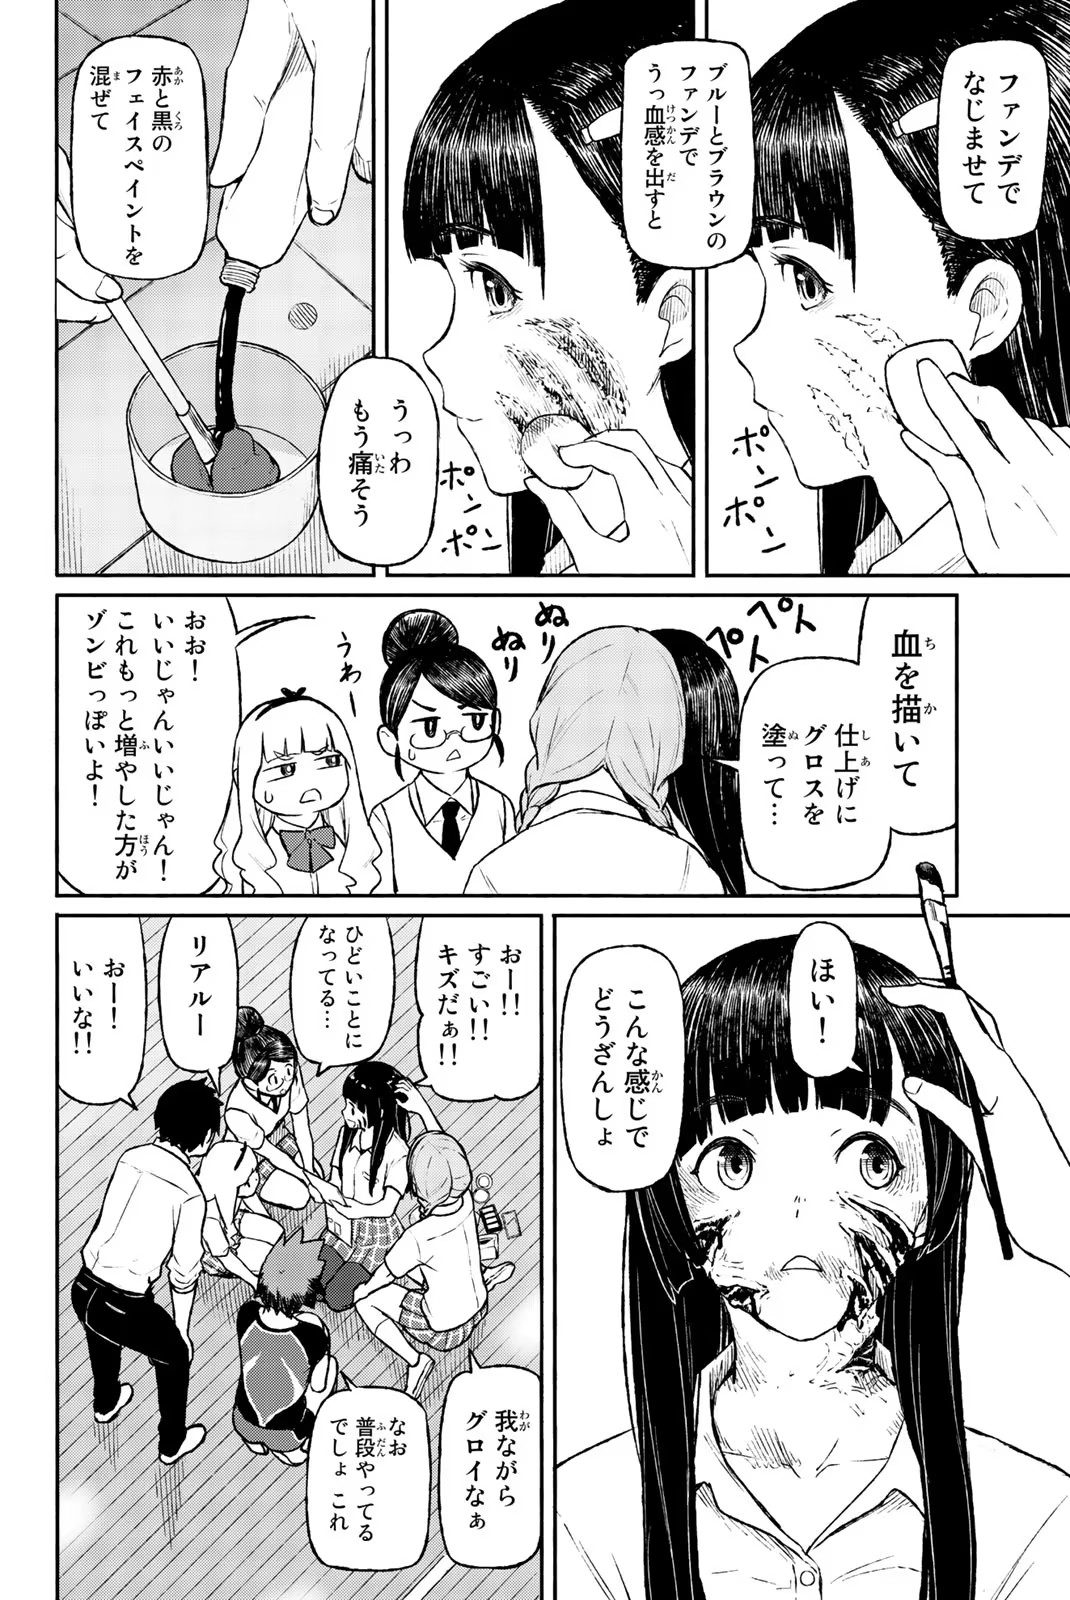 ファンデで
なじませて
ポンポン
ブルーとブラウンの
ファンデで
うっ血感を出すと
ポンポン
うっわ
もう痛そう
赤と黒の
フェイスペイントを
混ぜて
血を描いて
仕上げに
グロスを
塗って…
ペトペト
ぬりぬり
うわー
おお！
いいじゃんいいじゃん！
これもっと増やした方が
ゾンビっぽいよ！
ほい！
こんな感じで
どうざんしょ
おー!!
すごい!!
キズだぁ!!
ひどいことに
なってる…
リアルー
おー！
いいな!!
我ながら
グロイなぁ
なお
普段やってる
でしょ これ